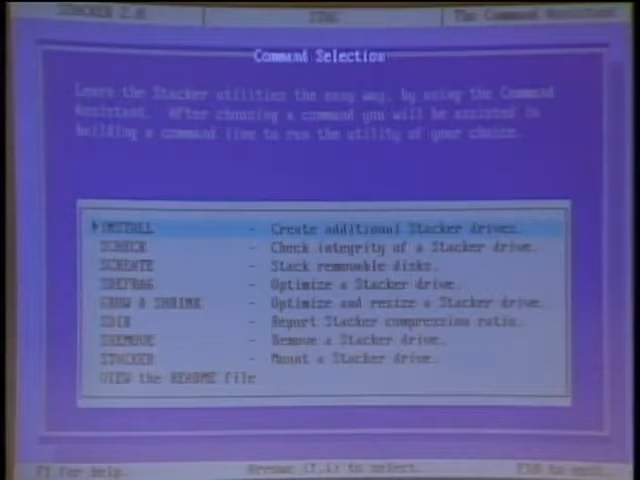 STACKER 2.0 STAC The Command Assistant
Command Selection
Learn the Stacker utilities the easy way, by using the Command
Assistant. After choosing a command you will be assisted in
building a command line to run the utility of your choice.
INSTALL - Create additional Stacker drives.
SCHECK - Check integrity of a Stacker drive.
SCREATE - Stack removable disks.
SDEFRAG - Optimize a Stacker drive.
GROW & SHRINK - Optimize and resize a Stacker drive.
SDIR - Report Stacker compression ratio.
SREMOVE - Remove a Stacker drive.
STACKER - Mount a Stacker drive.
VIEW the README file
F1 for help. Arrows (↑,↓) to select. F10 to exit.